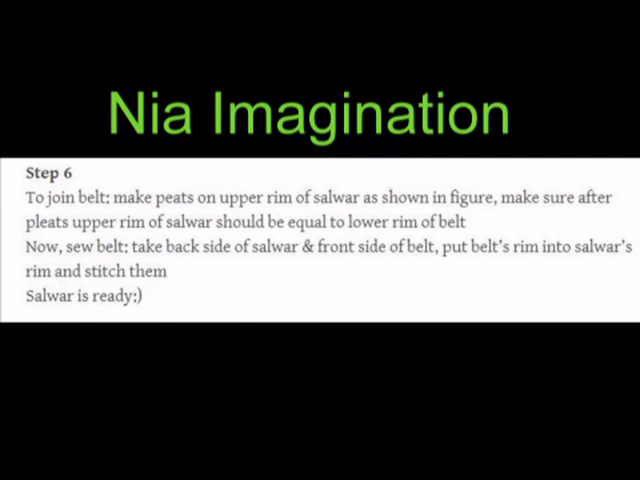 Nia Imagination
Step 6
To join belt: make peats on upper rim of salwar as shown in figure, make sure after
pleats upper rim of salwar should be equal to lower rim of belt
Now, sew belt: take back side of salwar & front side of belt, put belt's rim into salwar's
rim and stitch them
Salwar is ready:)